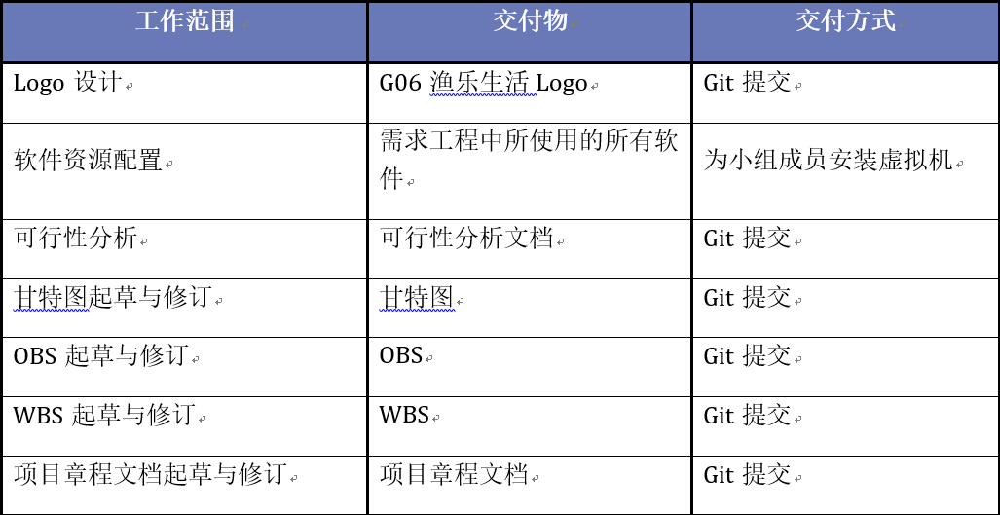 工作范围 交付物 交付方式
Logo 设计 G06 渔乐生活 Logo Git 提交
软件资源配置 需求工程中所使用的所有软
件 为小组成员安装虚拟机
可行性分析 可行性分析文档 Git 提交
甘特图起草与修订 甘特图 Git 提交
OBS 起草与修订 OBS Git 提交
WBS 起草与修订 WBS Git 提交
项目章程文档起草与修订 项目章程文档 Git 提交